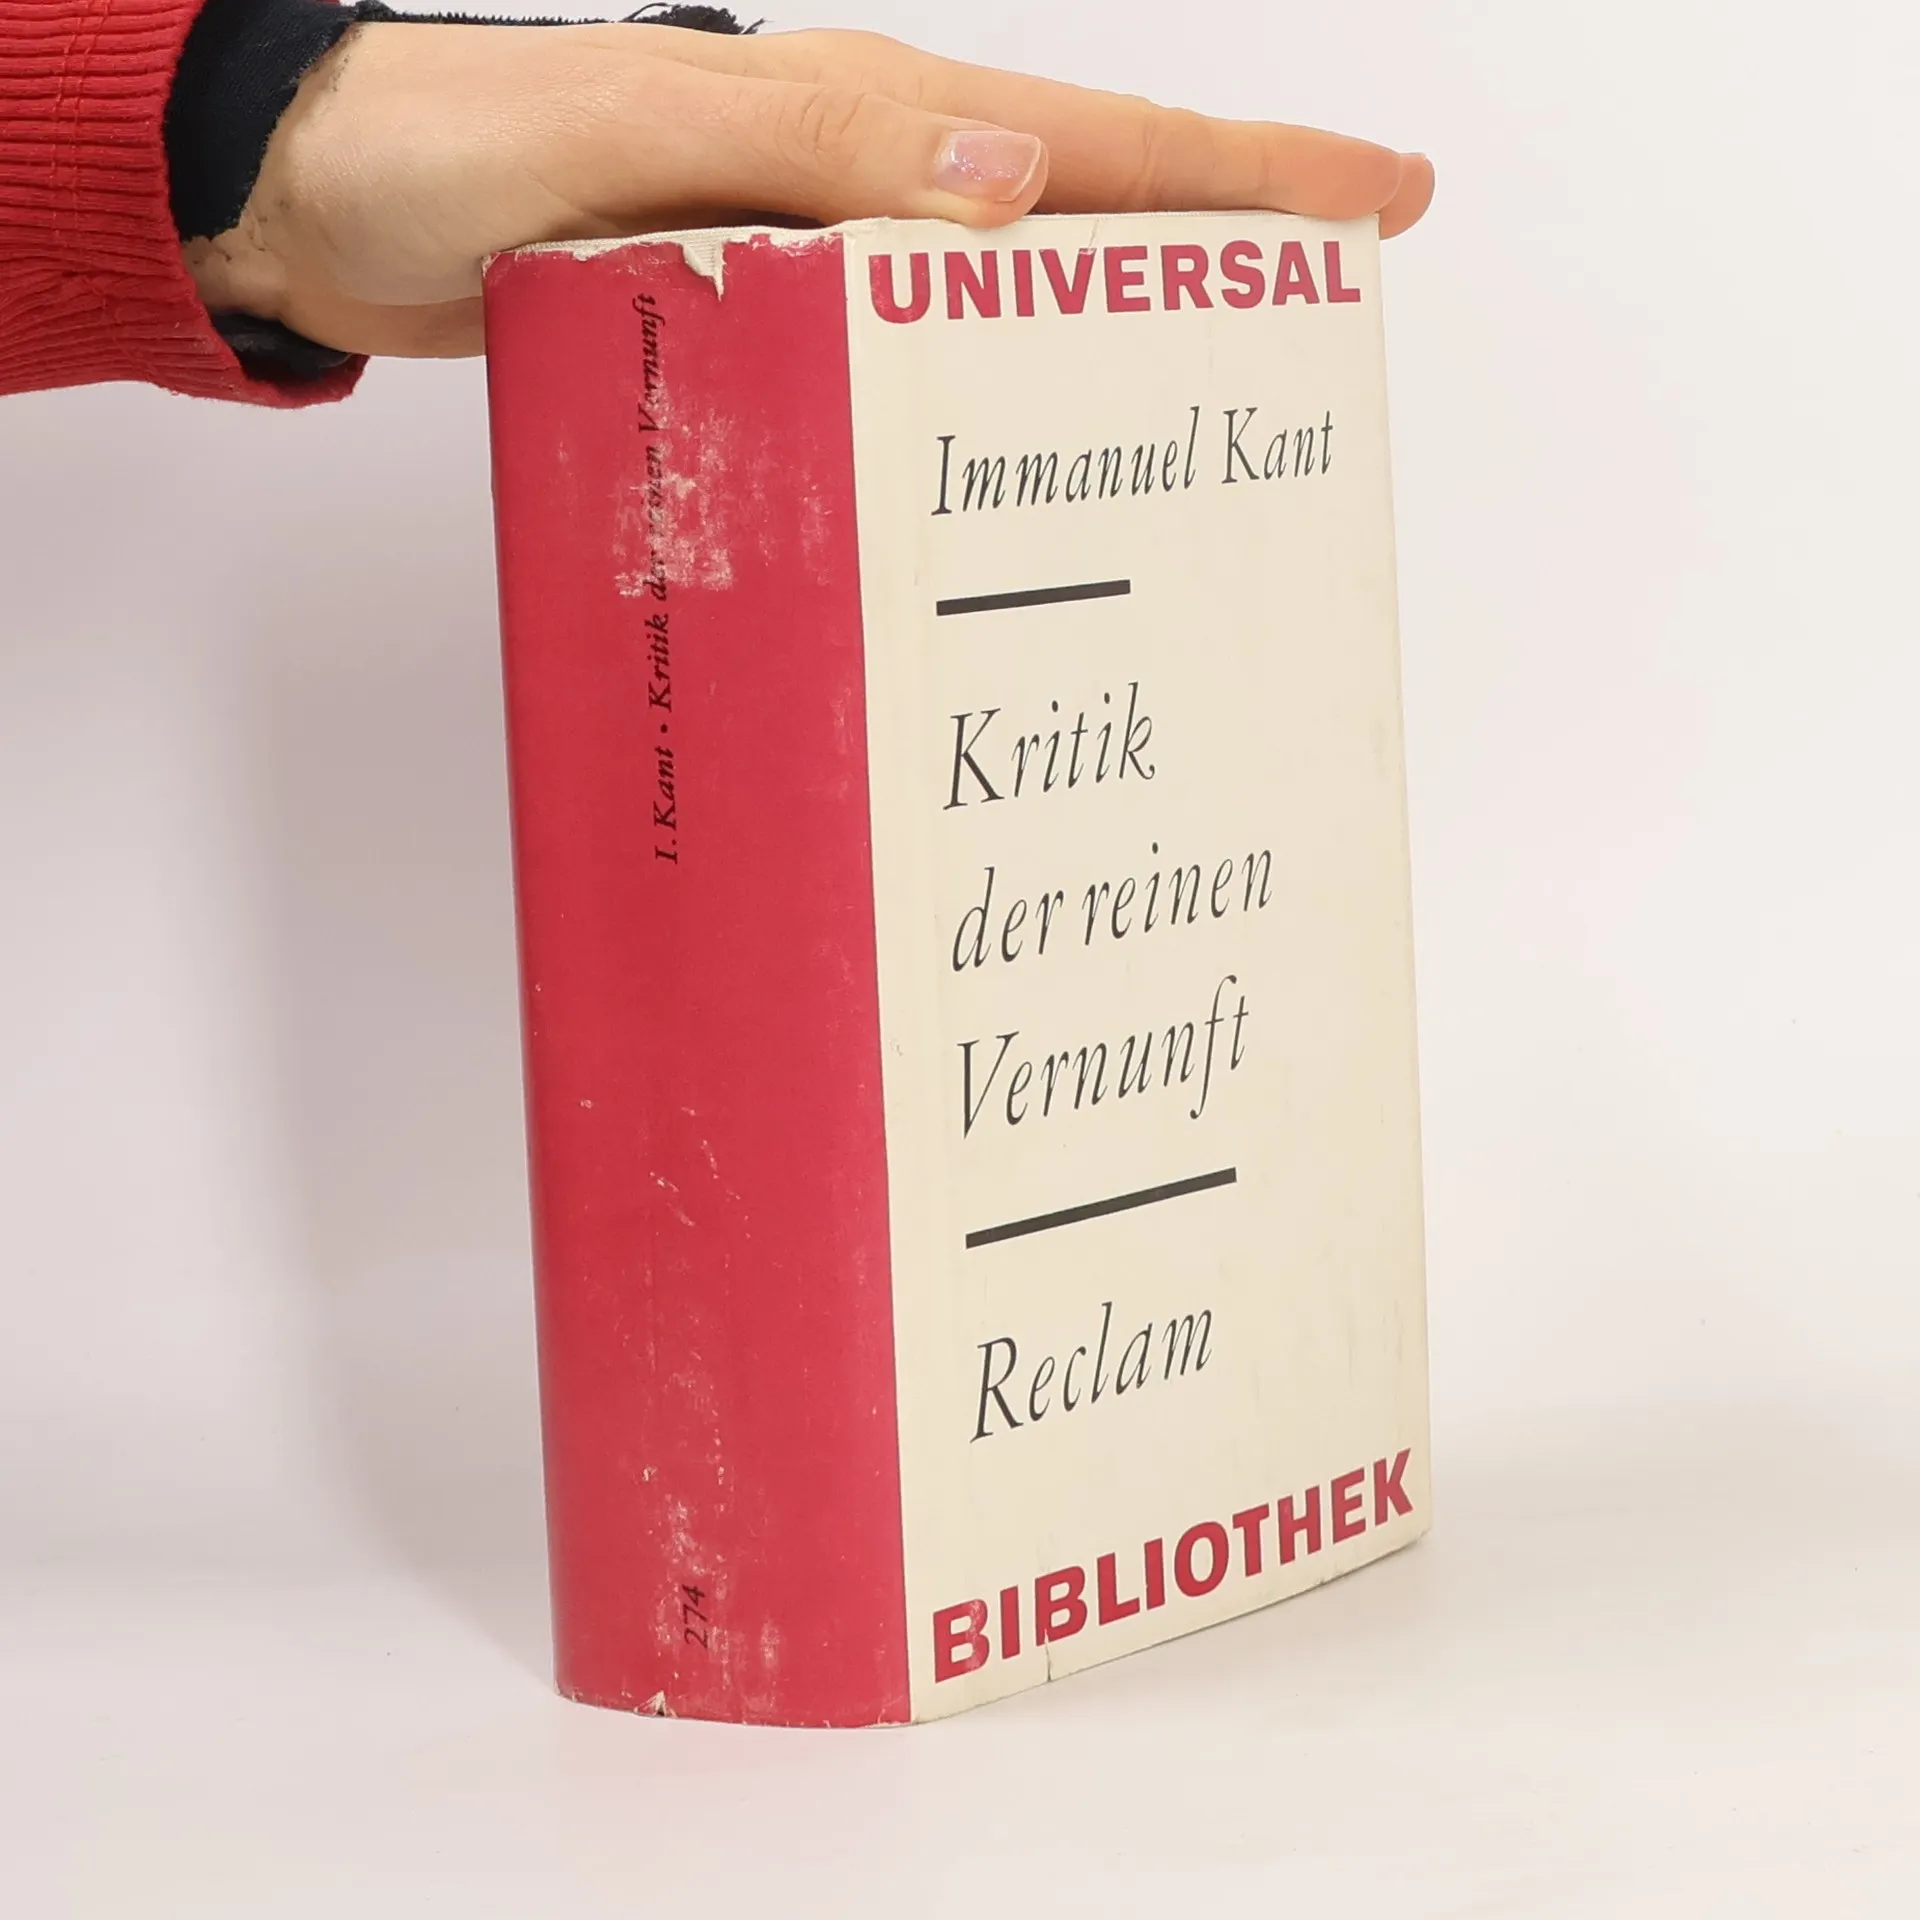 I. Kant • Kritik der reinen Vernunft
274
UNIVERSAL
Immanuel Kant
Kritik
der reinen
Vernunft
Reclam
BIBLIOTHEK